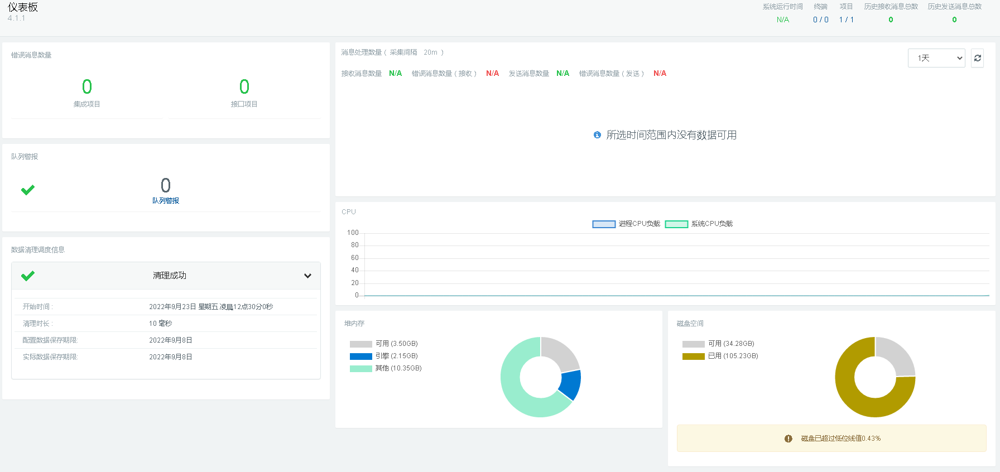 仪表板
4.1.1
系统运行时间 终端 项目 历史接收消息总数 历史发送消息总数
N/A 0 / 0 1 / 1 0 0
错误消息数量
0 0
集成项目 接口项目
队列警报
0
队列警报
数据清理调度信息
清理成功
开始时间 : 2022年9月23日 星期五 凌晨12点30分0秒
清理时长 : 10 毫秒
配置数据保存期限: 2022年9月8日
实际数据保存期限: 2022年9月8日
消息处理数量 ( 采集间隔 20m )
1天
接收消息数量 N/A 错误消息数量 ( 接收 ) N/A 发送消息数量 N/A 错误消息数量 ( 发送 ) N/A
所选时间范围内没有数据可用
CPU
进程CPU负载 系统CPU负载
100
80
60
40
20
0
堆内存
可用 (3.50GB)
引擎 (2.15GB)
其他 (10.35GB)
磁盘空间
可用 (34.28GB)
已用 (105.23GB)
磁盘已超过低位线值0.43%